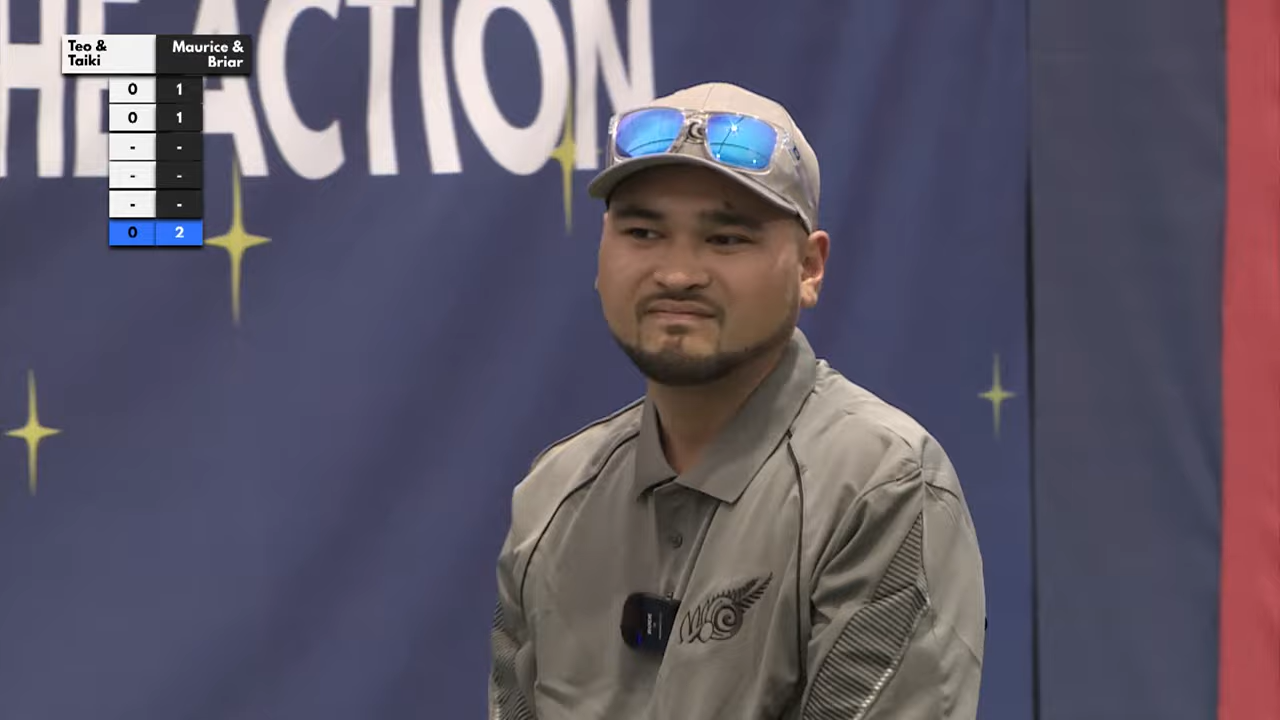 HE ACTION
Teo & Maurice &
Taiki Briar
0 1
0 1
- -
- -
- -
0 2